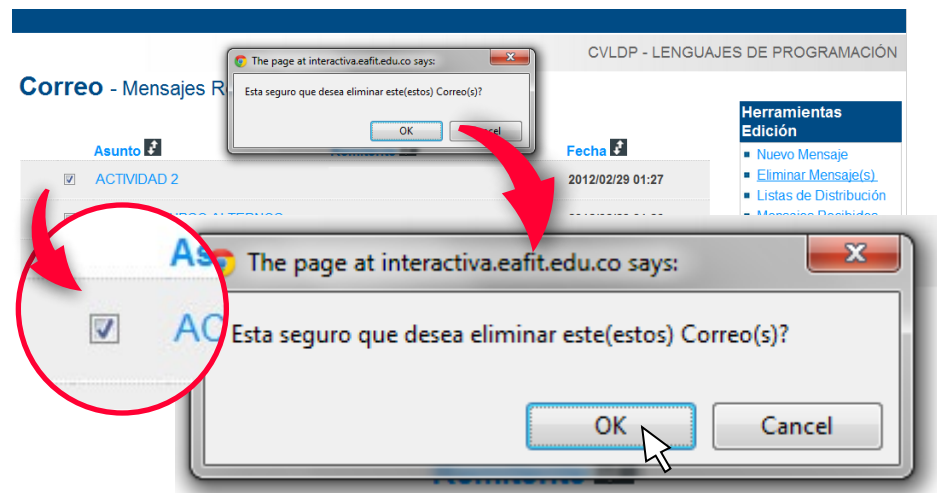 CVLDP - LENGUAJES DE PROGRAMACIÓN
The page at interactiva.eafit.edu.co says:
Correo - Mensajes R
Esta seguro que desea eliminar este(estos) Correo(s)?
OK
Herramientas
Edición
Asunto
Fecha
Nuevo Mensaje
ACTIVIDAD 2
2012/02/29 01:27
Eliminar Mensaje(s)
Listas de Distribución
Mensajes Recibidos
As
The page at interactiva.eafit.edu.co says:
AC
Esta seguro que desea eliminar este(estos) Correo(s)?
OK
Cancel